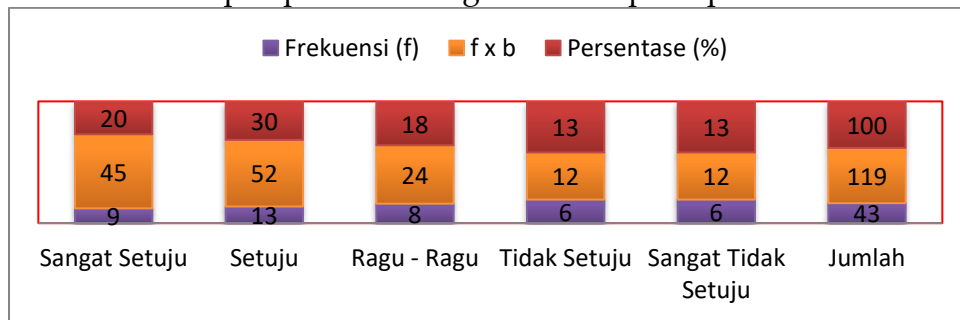 Frekuensi (f) f x b Persentase (%)
20 30 18 13 13 100
45 52 24 12 12 119
9 13 8 6 6 43
Sangat Setuju Setuju Ragu - Ragu Tidak Setuju Sangat Tidak Setuju Jumlah